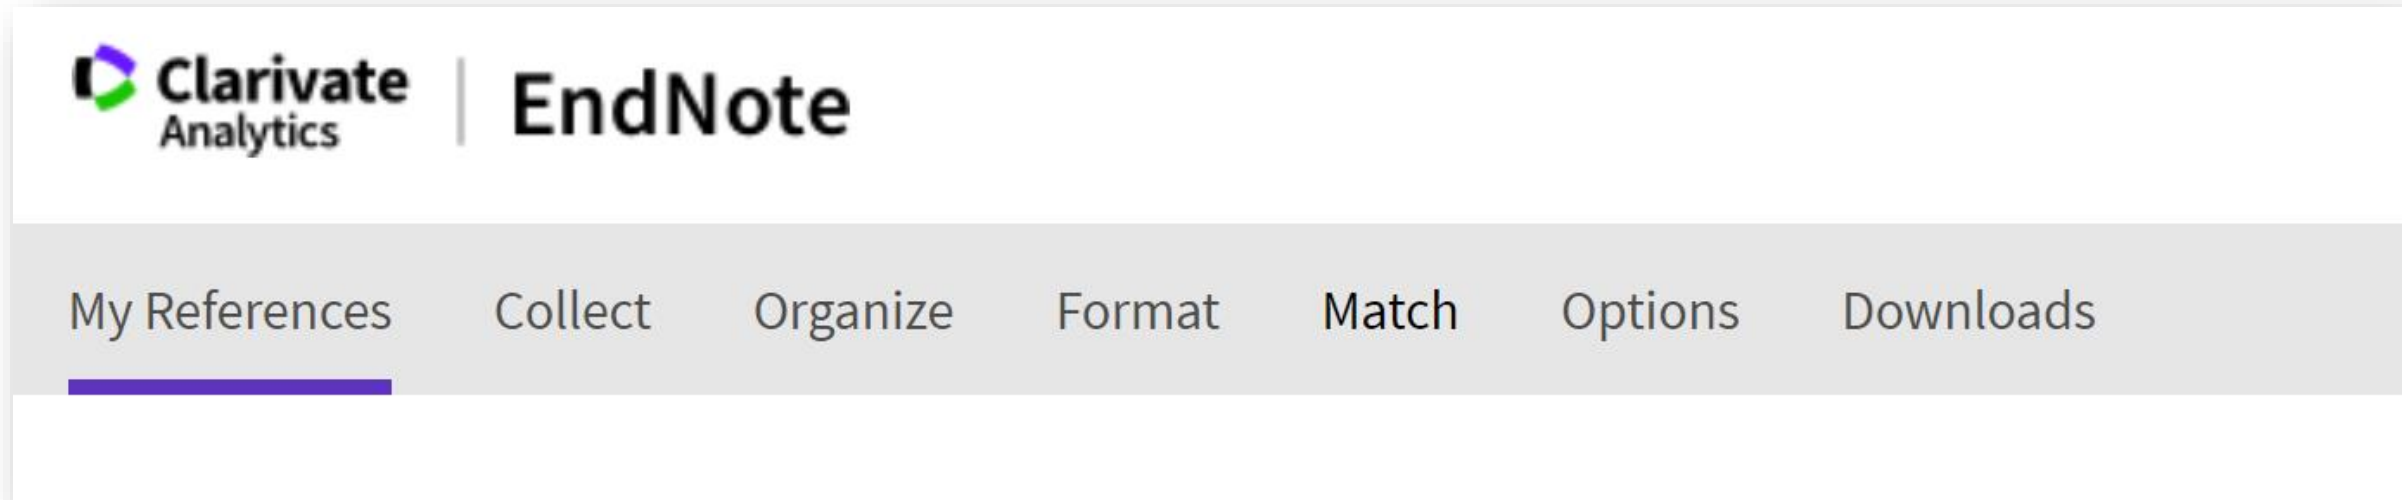 Clarivate
Analytics
EndNote
My References Collect Organize Format Match Options Downloads